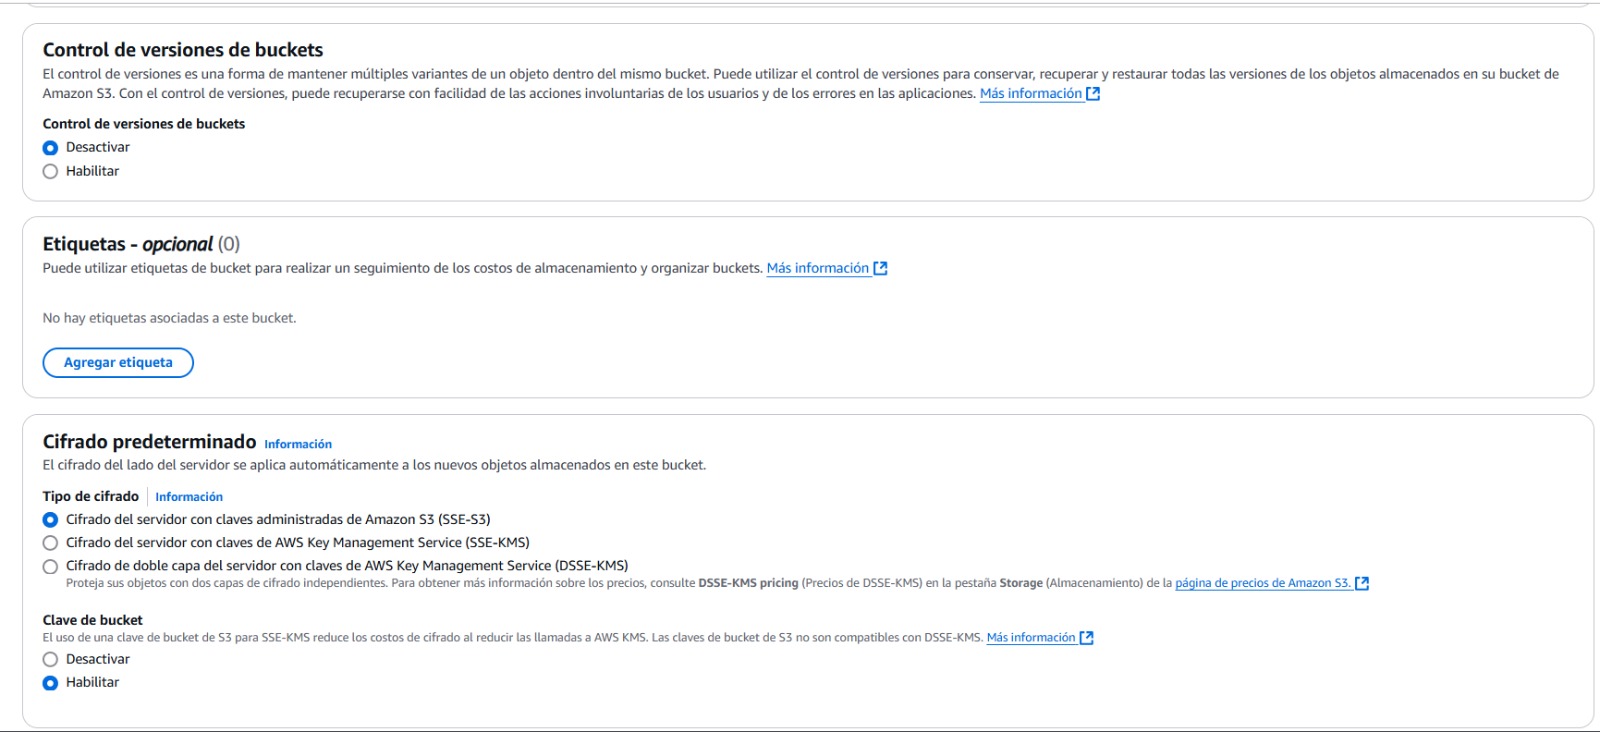 Control de versiones de buckets
El control de versiones es una forma de mantener múltiples variantes de un objeto dentro del mismo bucket. Puede utilizar el control de versiones para conservar, recuperar y restaurar todas las versiones de los objetos almacenados en su bucket de
Amazon S3. Con el control de versiones, puede recuperarse con facilidad de las acciones involuntarias de los usuarios y de los errores en las aplicaciones. Más información
Control de versiones de buckets
Desactivar
Habilitar
Etiquetas - opcional (0)
Puede utilizar etiquetas de bucket para realizar un seguimiento de los costos de almacenamiento y organizar buckets. Más información
No hay etiquetas asociadas a este bucket.
Agregar etiqueta
Cifrado predeterminado Información
El cifrado del lado del servidor se aplica automáticamente a los nuevos objetos almacenados en este bucket.
Tipo de cifrado Información
Cifrado del servidor con claves administradas de Amazon S3 (SSE-S3)
Cifrado del servidor con claves de AWS Key Management Service (SSE-KMS)
Cifrado de doble capa del servidor con claves de AWS Key Management Service (DSSE-KMS)
Proteja sus objetos con dos capas de cifrado independientes. Para obtener más información sobre los precios, consulte DSSE-KMS pricing (Precios de DSSE-KMS) en la pestaña Storage (Almacenamiento) de la página de precios de Amazon S3.
Clave de bucket
El uso de una clave de bucket de S3 para SSE-KMS reduce los costos de cifrado al reducir las llamadas a AWS KMS. Las claves de bucket de S3 no son compatibles con DSSE-KMS. Más información
Desactivar
Habilitar